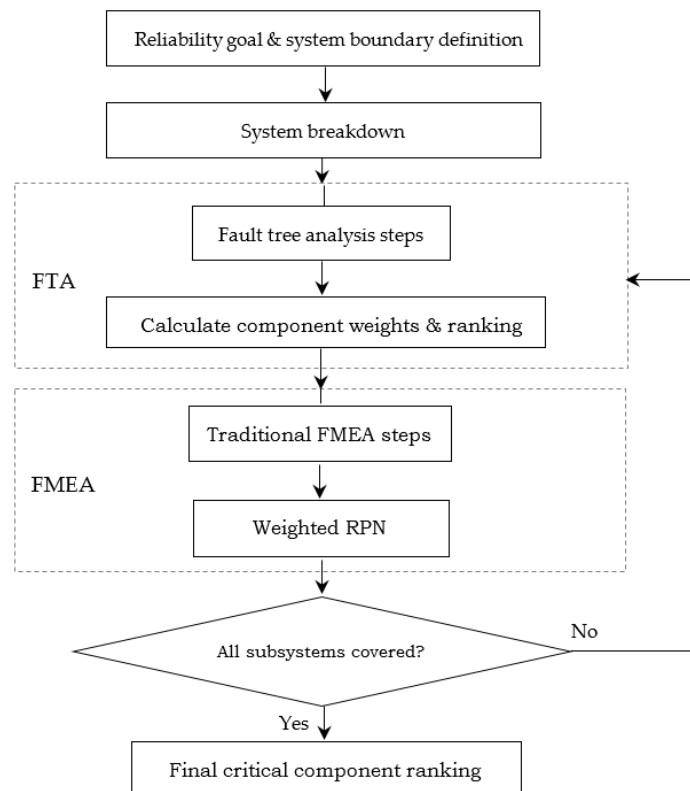 Reliability goal & system boundary definition
System breakdown
Fault tree analysis steps
FTA
Calculate component weights & ranking
Traditional FMEA steps
FMEA
Weighted RPN
All subsystems covered?
No
Yes
Final critical component ranking